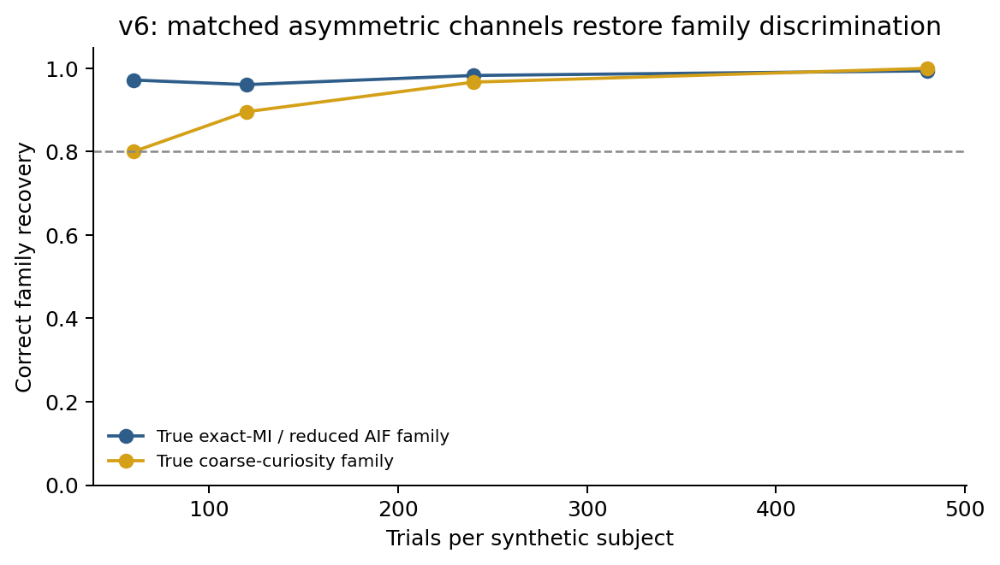 v6: matched asymmetric channels restore family discrimination
Correct family recovery
1.0
0.8
0.6
0.4
0.2
0.0
True exact-MI / reduced AIF family
True coarse-curiosity family
100
200
300
400
500
Trials per synthetic subject